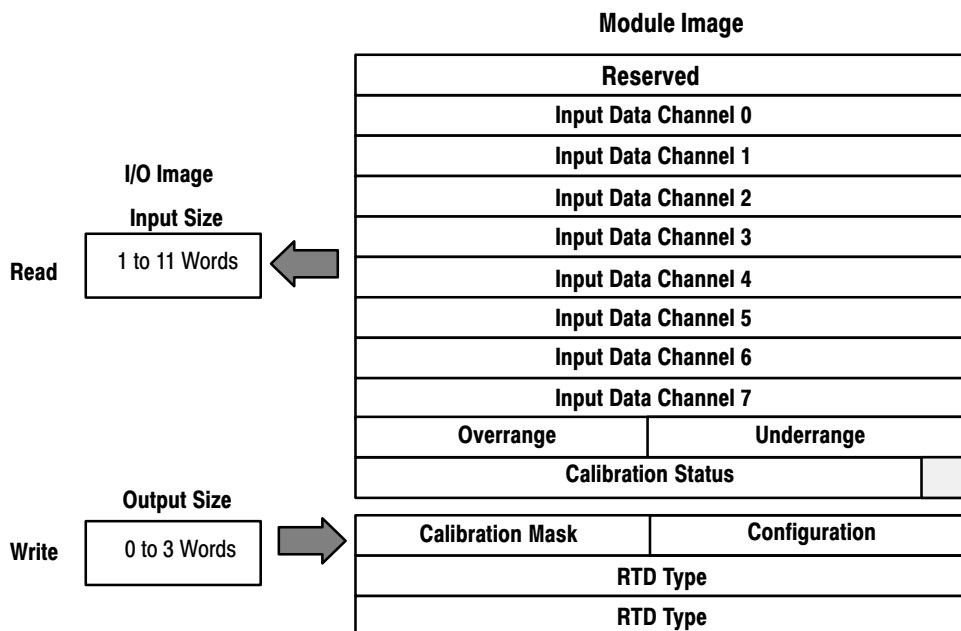 Module Image
Reserved
Input Data Channel 0
Input Data Channel 1
I/O Image
Input Data Channel 2
Input Size
Input Data Channel 3
Read
1 to 11 Words
Input Data Channel 4
Input Data Channel 5
Input Data Channel 6
Input Data Channel 7
Overrange Underrange
Calibration Status
Output Size
Write
0 to 3 Words
Calibration Mask Configuration
RTD Type
RTD Type